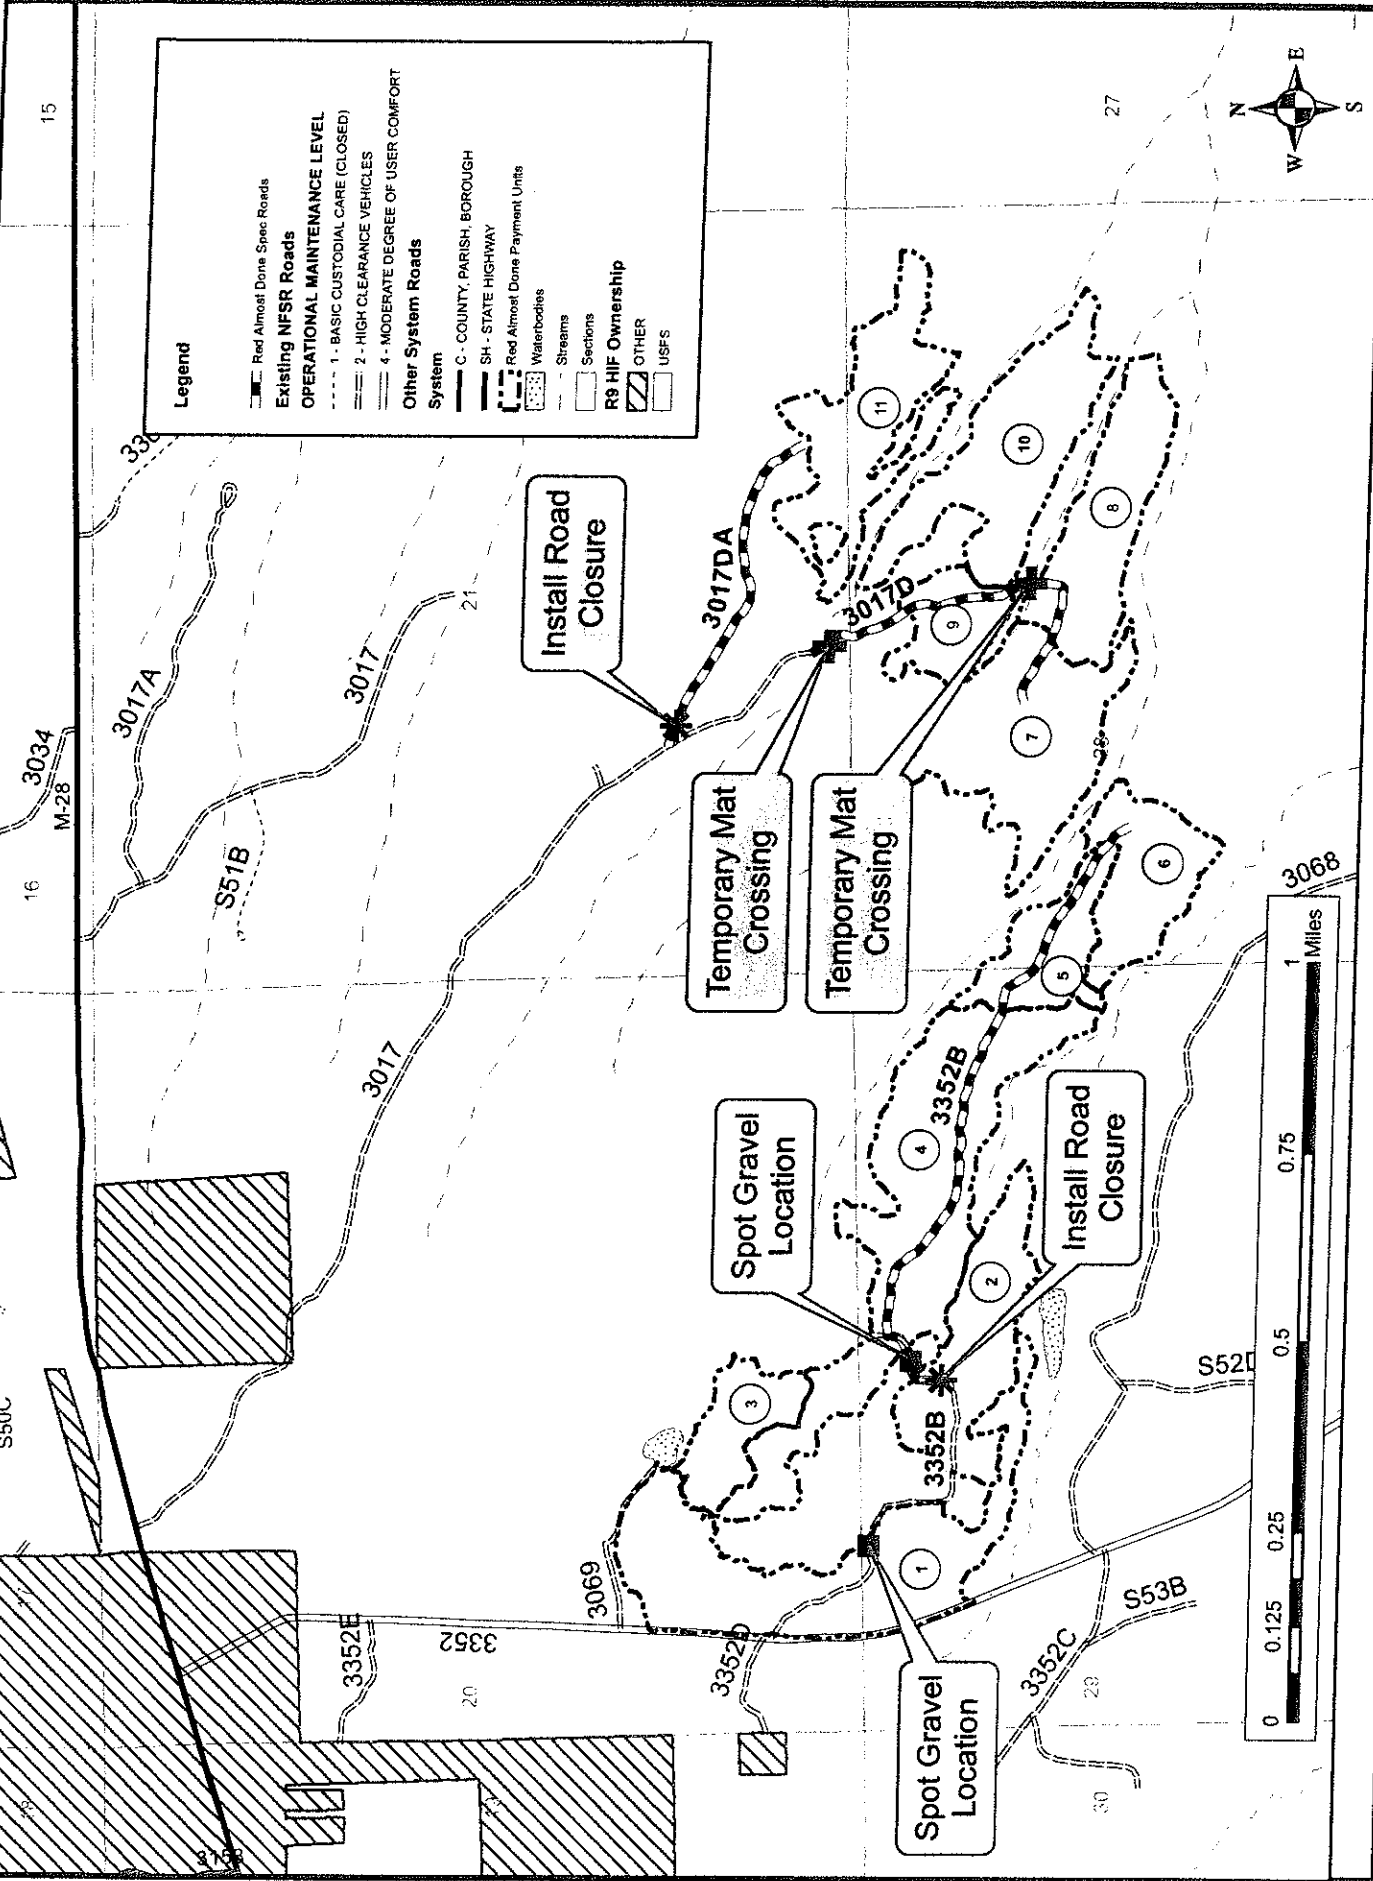 Legend
Red Almost Done Spec Roads
Existing NFSR Roads
OPERATIONAL MAINTENANCE LEVEL
1 - BASIC CUSTODIAL CARE (CLOSED)
2 - HIGH CLEARANCE VEHICLES
4 - MODERATE DEGREE OF USER COMFORT
Other System Roads
System
C - COUNTY, PARISH, BOROUGH
SH - STATE HIGHWAY
Red Almost Done Payment Units
Waterbodies
Streams
Sections
R9 HIF Ownership
OTHER
USFS
15
16
M-28
3034
3017A
3017
S51B
21
3017
S50C
Install Road
Closure
3017DA
3017D
Temporary Mat
Crossing
Temporary Mat
Crossing
Spot Gravel
Location
Install Road
Closure
Spot Gravel
Location
3352B
3352B
3069
3352
3352E
3352D
3352C
S53B
3068
20
29
30
27
28
1
2
3
4
5
6
7
8
9
10
11
N
W
E
S
0
0.125
0.25
0.5
0.75
1
Miles